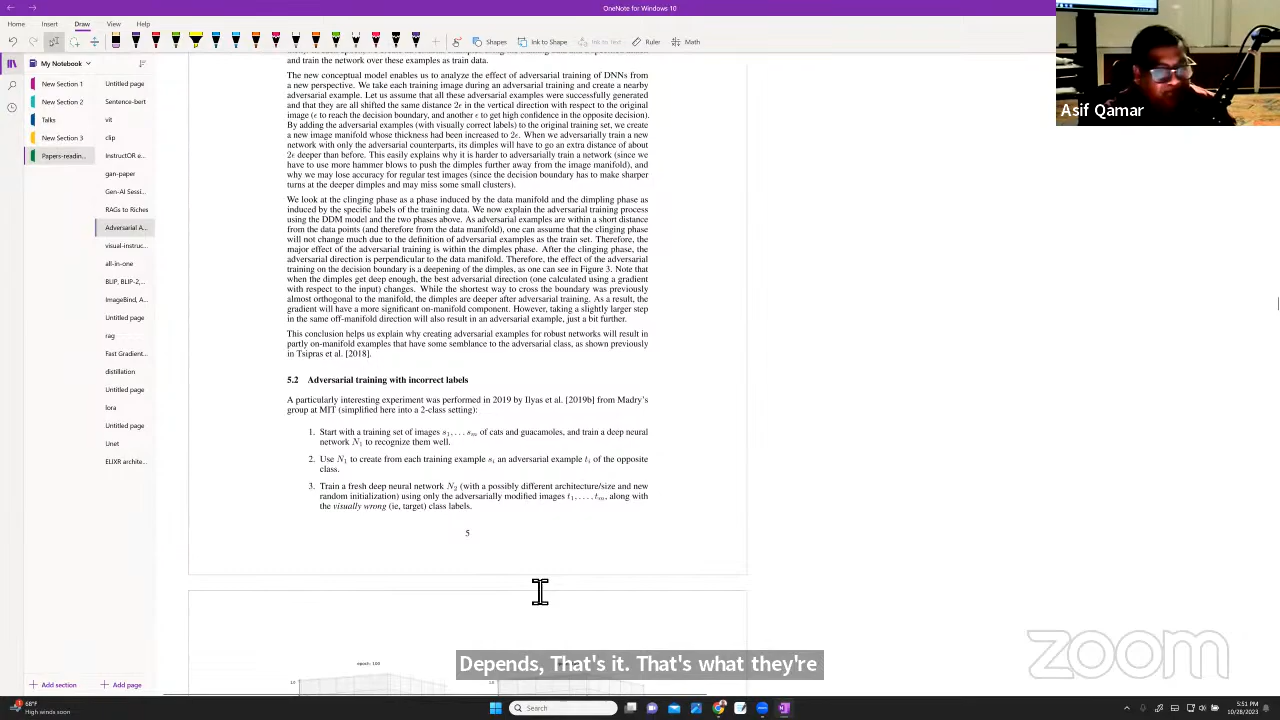 OneNote for Windows 10
Home Insert Draw View Help
Shapes Ink to Shape Ink to Text Ruler Math
My Notebook
New Section 1
New Section 2
Talks
New Section 3
Papers-readin...
Untitled page
Sentence-bert
vit
clip
InstructOR e...
gan-paper
Gen-AI Sessi...
RAGs to Riches
Adversarial A...
visual-instruc...
all-in-one
BLIP, BLIP-2,...
ImageBind, A...
Untitled page
rag
Fast Gradient...
distillation
Untitled page
lora
Untitled page
Unet
ELIXR archite...
Add section
Add page
and train the network over these examples as train data.
The new conceptual model enables us to analyze the effect of adversarial training of DNNs from
a new perspective. We take each training image during an adversarial training and create a nearby
adversarial example. Let us assume that all these adversarial examples were successfully generated
and that they are all shifted the same distance 2ϵ in the vertical direction with respect to the original
image (ϵ to reach the decision boundary, and another ϵ to get high confidence in the opposite decision).
By adding the adversarial examples (with visually correct labels) to the original training set, we create
a new image manifold whose thickness had been increased to 2ϵ. When we adversarially train a new
network with only the adversarial counterparts, its dimples will have to go an extra distance of about
2ϵ deeper than before. This easily explains why it is harder to adversarially train a network (since we
have to use more hammer blows to push the dimples further away from the image manifold), and
why we may lose accuracy for regular test images (since the decision boundary has to make sharper
turns at the deeper dimples and may miss some small clusters).
We look at the clinging phase as a phase induced by the data manifold and the dimpling phase as
induced by the specific labels of the training data. We now explain the adversarial training process
using the DDM model and the two phases above. As adversarial examples are within a short distance
from the data points (and therefore from the data manifold), one can assume that the clinging phase
will not change much due to the definition of adversarial examples as the train set. Therefore, the
major effect of the adversarial training is within the dimples phase. After the clinging phase, the
adversarial direction is perpendicular to the data manifold. Therefore, the effect of the adversarial
training on the decision boundary is a deepening of the dimples, as one can see in Figure 3. Note that
when the dimples get deep enough, the best adversarial direction (one calculated using a gradient
with respect to the input) changes. While the shortest way to cross the boundary was previously
almost orthogonal to the manifold, the dimples are deeper after adversarial training. As a result, the
gradient will have a more significant on-manifold component. However, taking a slightly larger step
in the same off-manifold direction will also result in an adversarial example, just a bit further.
This conclusion helps us explain why creating adversarial examples for robust networks will result in
partly on-manifold examples that have some semblance to the adversarial class, as shown previously
in Tsipras et al. [2018].
5.2 Adversarial training with incorrect labels
A particularly interesting experiment was performed in 2019 by Ilyas et al. [2019b] from Madry's
group at MIT (simplified here into a 2-class setting):
1. Start with a training set of images s1, . . . sm of cats and guacamoles, and train a deep neural
network N1 to recognize them well.
2. Use N1 to create from each training example si an adversarial example ti of the opposite
class.
3. Train a fresh deep neural network N2 (with a possibly different architecture/size and new
random initialization) using only the adversarially modified images t1, . . . , tm, along with
the visually wrong (ie, target) class labels.
5
epoch: 100
Asif Qamar
Depends, That's it. That's what they're
zoom
68°F
High winds soon
Search
5:51 PM
10/28/2023